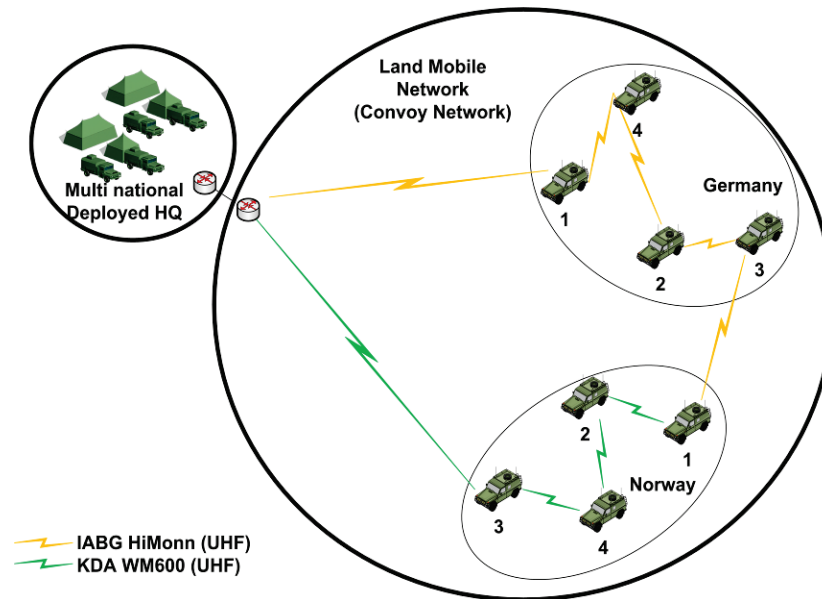 Land Mobile
Network
(Convoy Network)
4
Germany
Multi national
Deployed HQ
1
2
3
2
1
Norway
3
4
IABG HiMonn (UHF)
KDA WM600 (UHF)